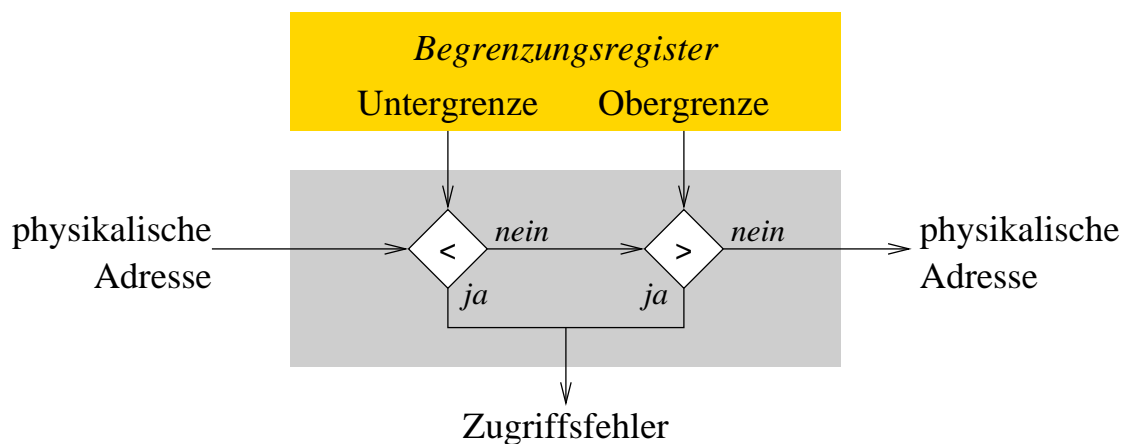 Begrenzungsregister
Untergrenze Obergrenze
physikalische Adresse
< nein > nein
physikalische Adresse
ja ja
Zugriffsfehler